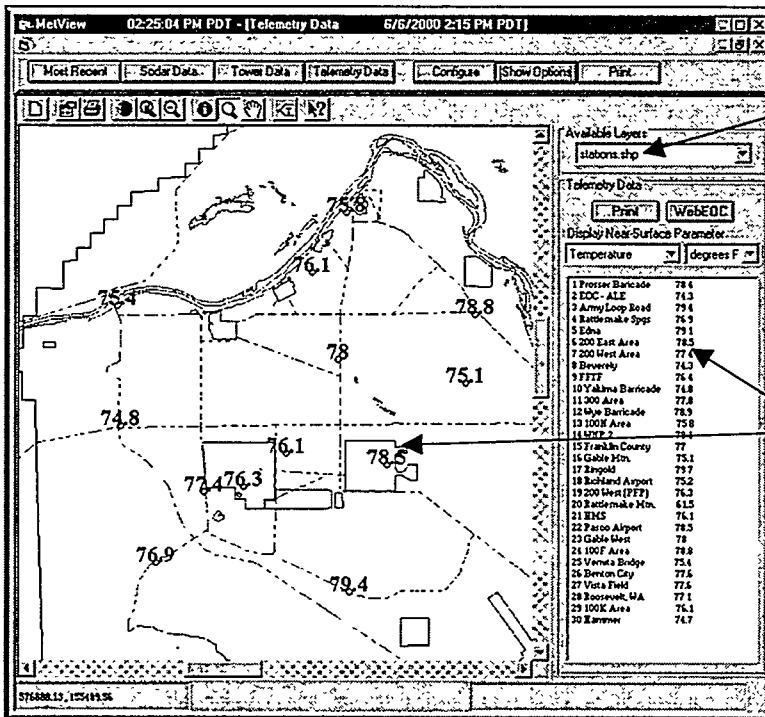 MetView 02:25:04 PM PDT - [Telemetry Data 6/6/2000 2:15 PM PDT]
Most Recent Sodar Data Tower Data Telemetry Data Configure Show Options Print
Available Layers
stations.shp
Telemetry Data
Print WebEOC
Display Near-Surface Parameter
Temperature degrees F
1 Prosser Baricade 78.4
2 EOC - ALE 74.3
3 Army Loop Road 79.4
4 Rattlesnake Spgs 76.9
5 Edna 79.1
6 200 East Area 78.5
7 200 West Area 77.4
8 Beverely 74.3
9 FFTF 76.4
10 Yakima Barricade 74.8
11 300 Area 77.8
12 Wye Barricade 78.9
13 100N Area 75.8
14 WNP 2
15 Franklin County 77
16 Gable Mtn. 75.1
17 Ringold 79.7
18 Richland Airport 75.2
19 200 West (PFP) 76.3
20 Rattlesnake Mtn. 61.5
21 HMS 76.1
22 Pasco Airport 78.5
23 Gable West 78
24 100F Area 78.8
25 Vernita Bridge 75.4
26 Benton City 77.6
27 Vista Field 77.6
28 Roosevelt, WA 77.1
29 100K Area 76.1
30 Hammer 74.7
75.8
76.1
75.4
78.8
78
75.1
74.8
76.1
78.5
77.4
76.3
76.9
79.4